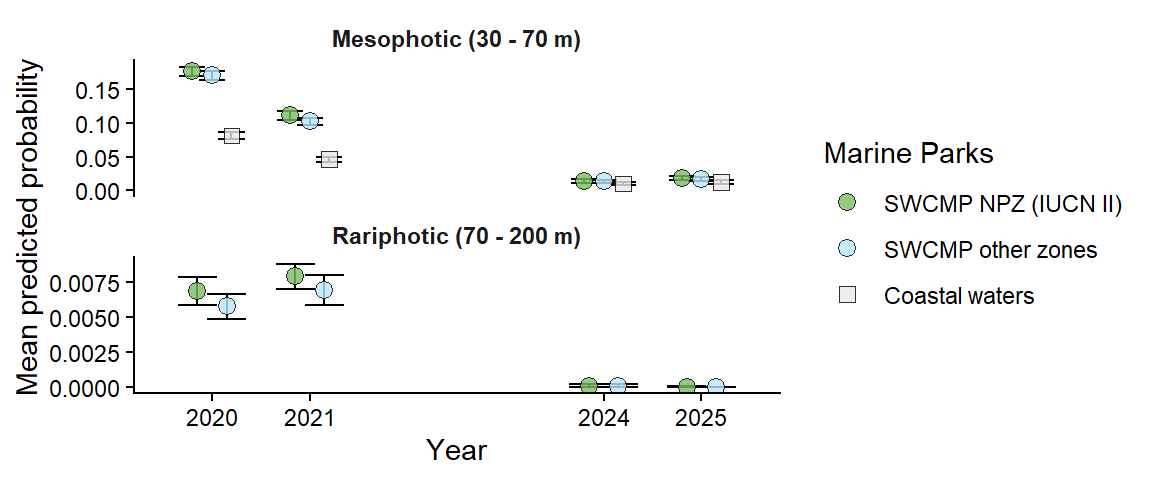 Mesophotic (30 - 70 m)
Mean predicted probability
0.15
0.10
0.05
0.00
Rariphotic (70 - 200 m)
0.0075
0.0050
0.0025
0.0000
2020 2021 2024 2025
Year
Marine Parks
SWCMP NPZ (IUCN II)
SWCMP other zones
Coastal waters